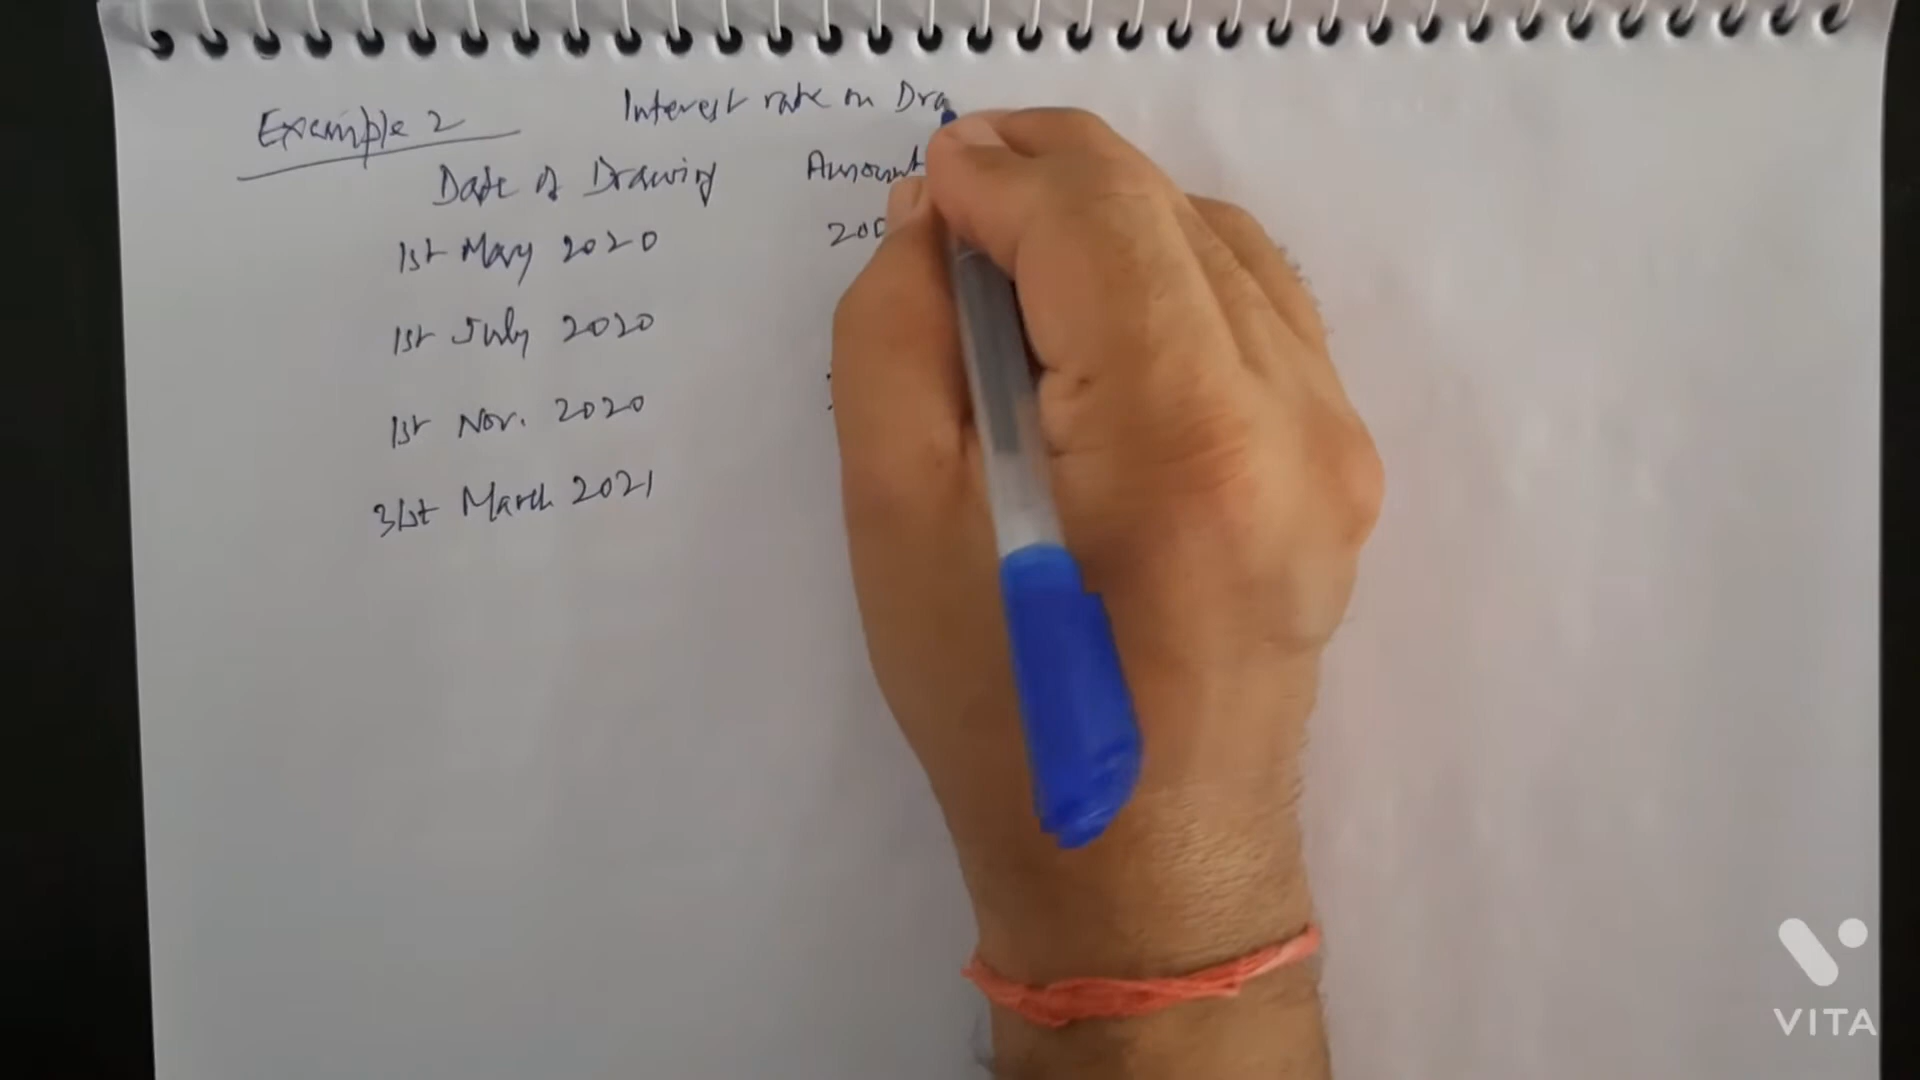 Example 2
Interest rate on Dra
Date of Drawing Amount
1st May 2020 200
1st July 2020
1st Nov. 2020
31st March 2021
VITA